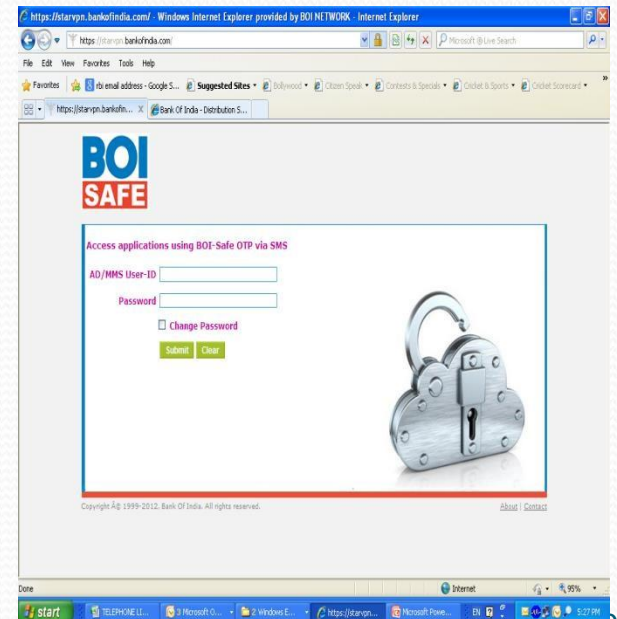 https://starvpn.bankofindia.com/ - Windows Internet Explorer provided by BOI NETWORK - Internet Explorer
https://starvpn.bankofindia.com/
Microsoft Live Search
File Edit View Favorites Tools Help
Favorites rbi email address - Google S... Suggested Sites Bollywood Citizen Speak Contests & Specials Cricket & Sports Cricket Scorecard »
https://starvpn.bankofin... X Bank Of India - Distribution S...
BOI
SAFE
Access applications using BOI-Safe OTP via SMS
AD/MMS User-ID
Password
Change Password
Submit Clear
Copyright Â© 1999-2012. Bank Of India. All rights reserved. About | Contact
Done Internet 95%
start TELEPHONE LI... 3 Microsoft O... 2 Windows E... https://starvpn... Microsoft Powe... EN 5:27 PM